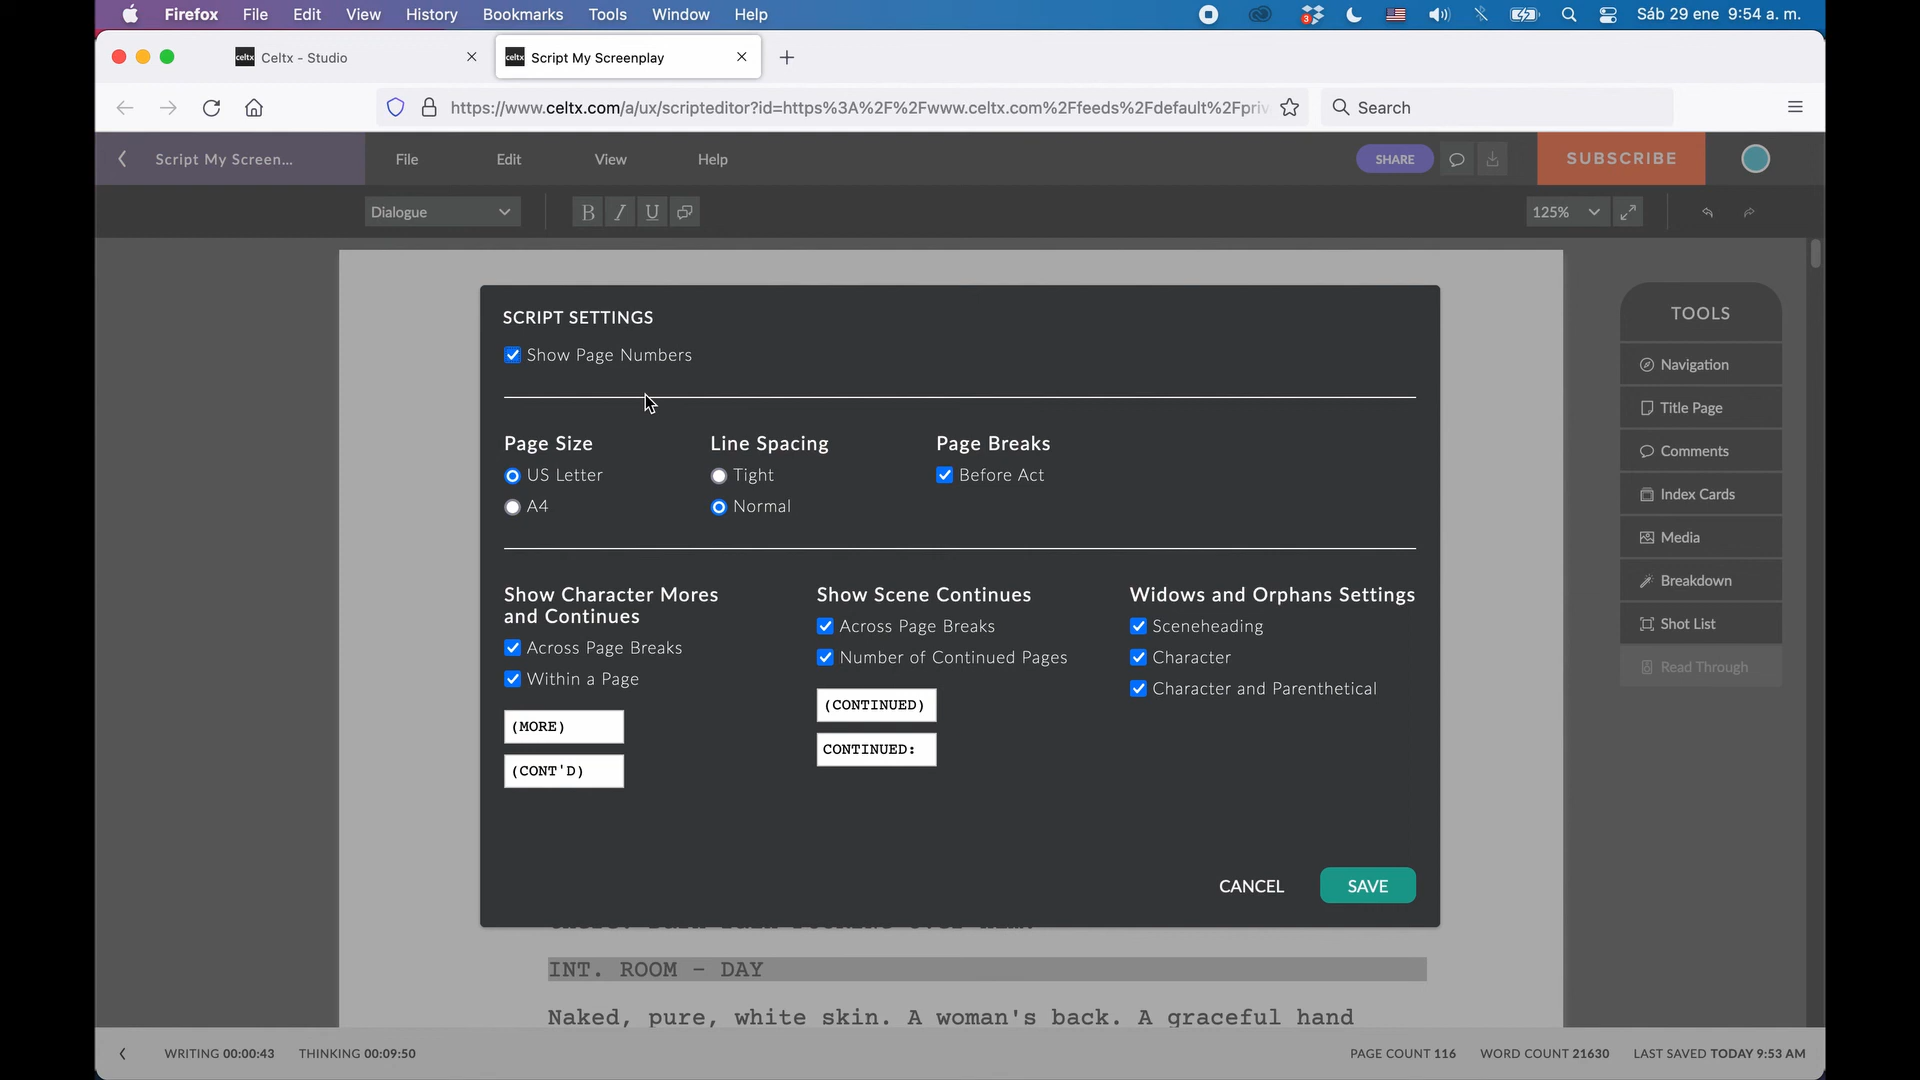 Firefox File Edit View History Bookmarks Tools Window Help 3 Sáb 29 ene 9:54 a. m.
celtx Celtx - Studio celtx Script My Screenplay
https://www.celtx.com/a/ux/scripteditor?id=https%3A%2F%2Fwww.celtx.com%2Ffeeds%2Fdefault%2Fpriv Search
Script My Screen... File Edit View Help SHARE SUBSCRIBE
Dialogue B I U 125%
SCRIPT SETTINGS
Show Page Numbers
Page Size Line Spacing Page Breaks
US Letter Tight Before Act
A4 Normal
Show Character Mores and Continues
Across Page Breaks
Within a Page
(MORE)
(CONT'D)
Show Scene Continues
Across Page Breaks
Number of Continued Pages
(CONTINUED)
CONTINUED:
Widows and Orphans Settings
Sceneheading
Character
Character and Parenthetical
CANCEL SAVE
TOOLS
Navigation
Title Page
Comments
Index Cards
Media
Breakdown
Shot List
Read Through
INT. ROOM - DAY
Naked, pure, white skin. A woman's back. A graceful hand
WRITING 00:00:43 THINKING 00:09:50 PAGE COUNT 116 WORD COUNT 21630 LAST SAVED TODAY 9:53 AM